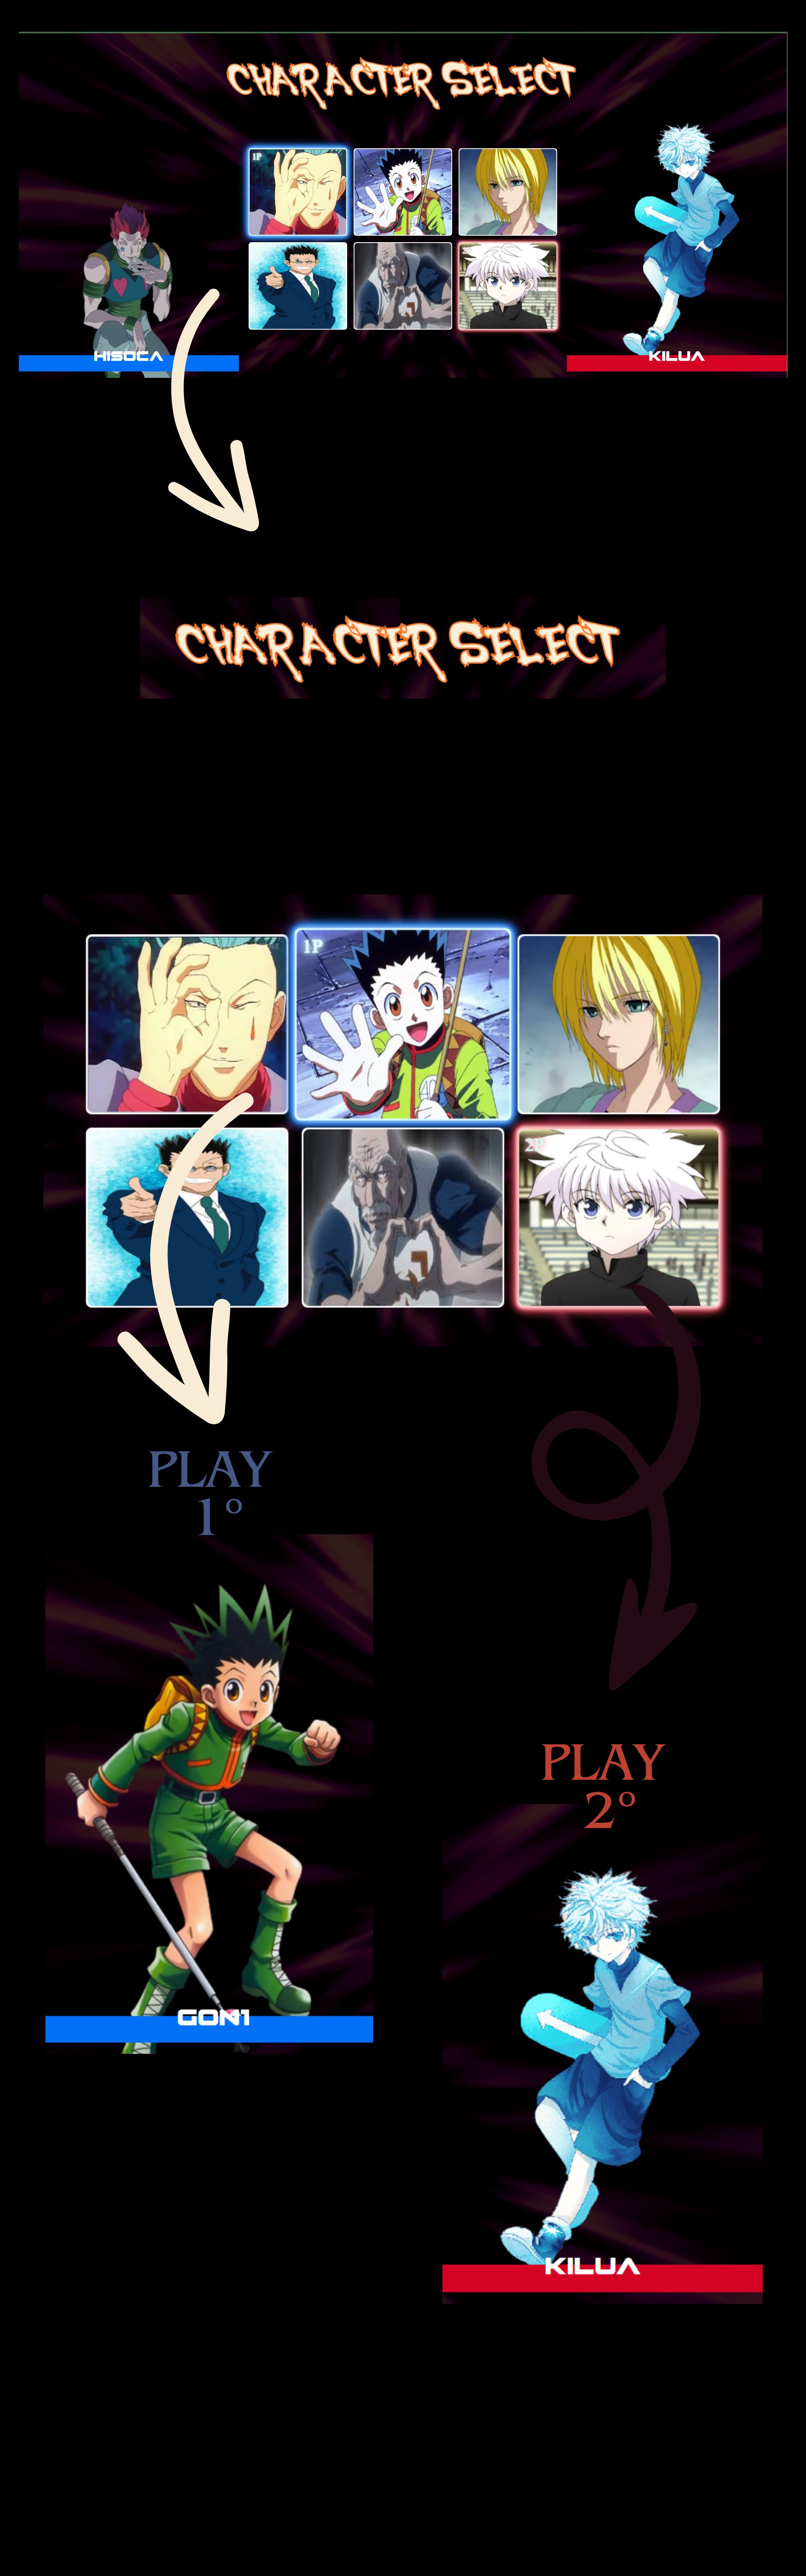 CHARACTER SELECT
1P
HISOCA
KILUA
CHARACTER SELECT
1P
2P
PLAY
1°
GON1
PLAY
2°
KILUA